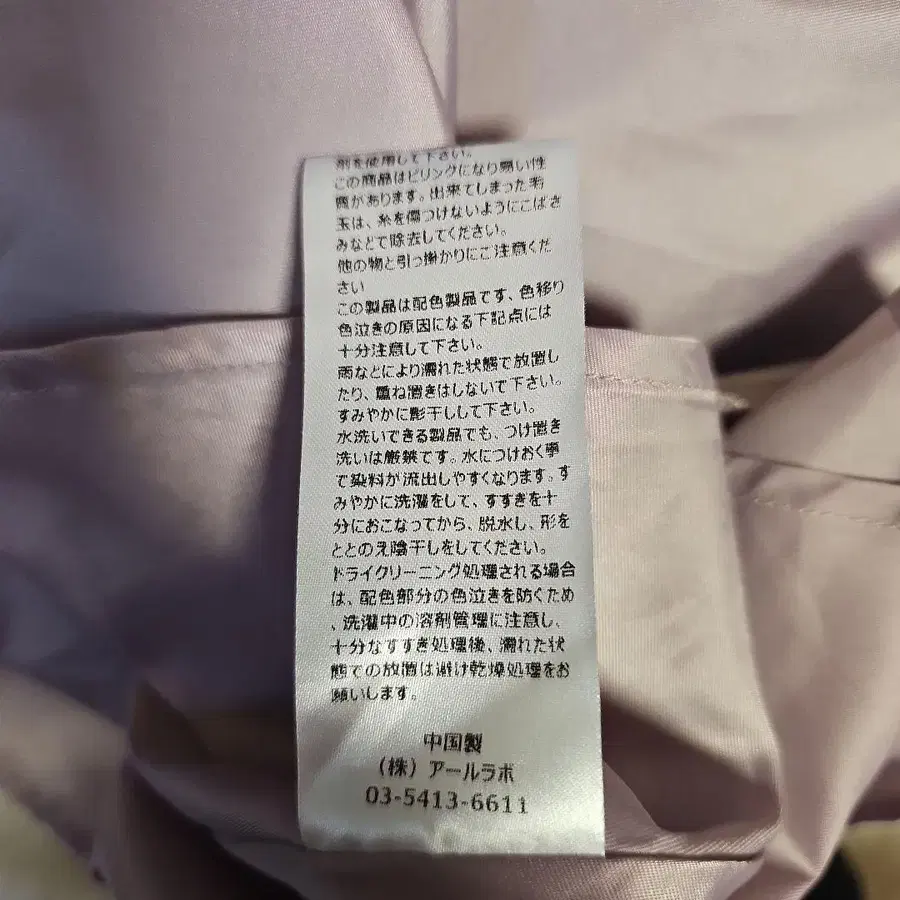 剤を使用して下さい。
この商品はピリングになり易い性
質があります。出来てしまった毛
玉は、糸を傷つけないようにこばさ
みなどで除去してください。
他の物と引っ掛かりにご注意くだ
さい
この製品は配色製品です、色移り
色泣きの原因になる下記点には
十分注意して下さい。
雨などにより濡れた状態で放置し
たり、重ね置きはしないで下さい。
すみやかに影干しして下さい。
水洗いできる製品でも、つけ置き
洗いは厳禁です。水につけおく事
で染料が流出しやすくなります。す
みやかに洗濯をして、すすぎを十
分におこなってから、脱水し、形を
ととのえ陰干しをしてください。
ドライクリーニング処理される場合
は、配色部分の色泣きを防ぐため
、洗濯中の溶剤管理に注意し、
十分なすすぎ処理後、濡れた状
態での放置は避け乾燥処理をお
願いします。
中国製
(株) アールラボ
03-5413-6611